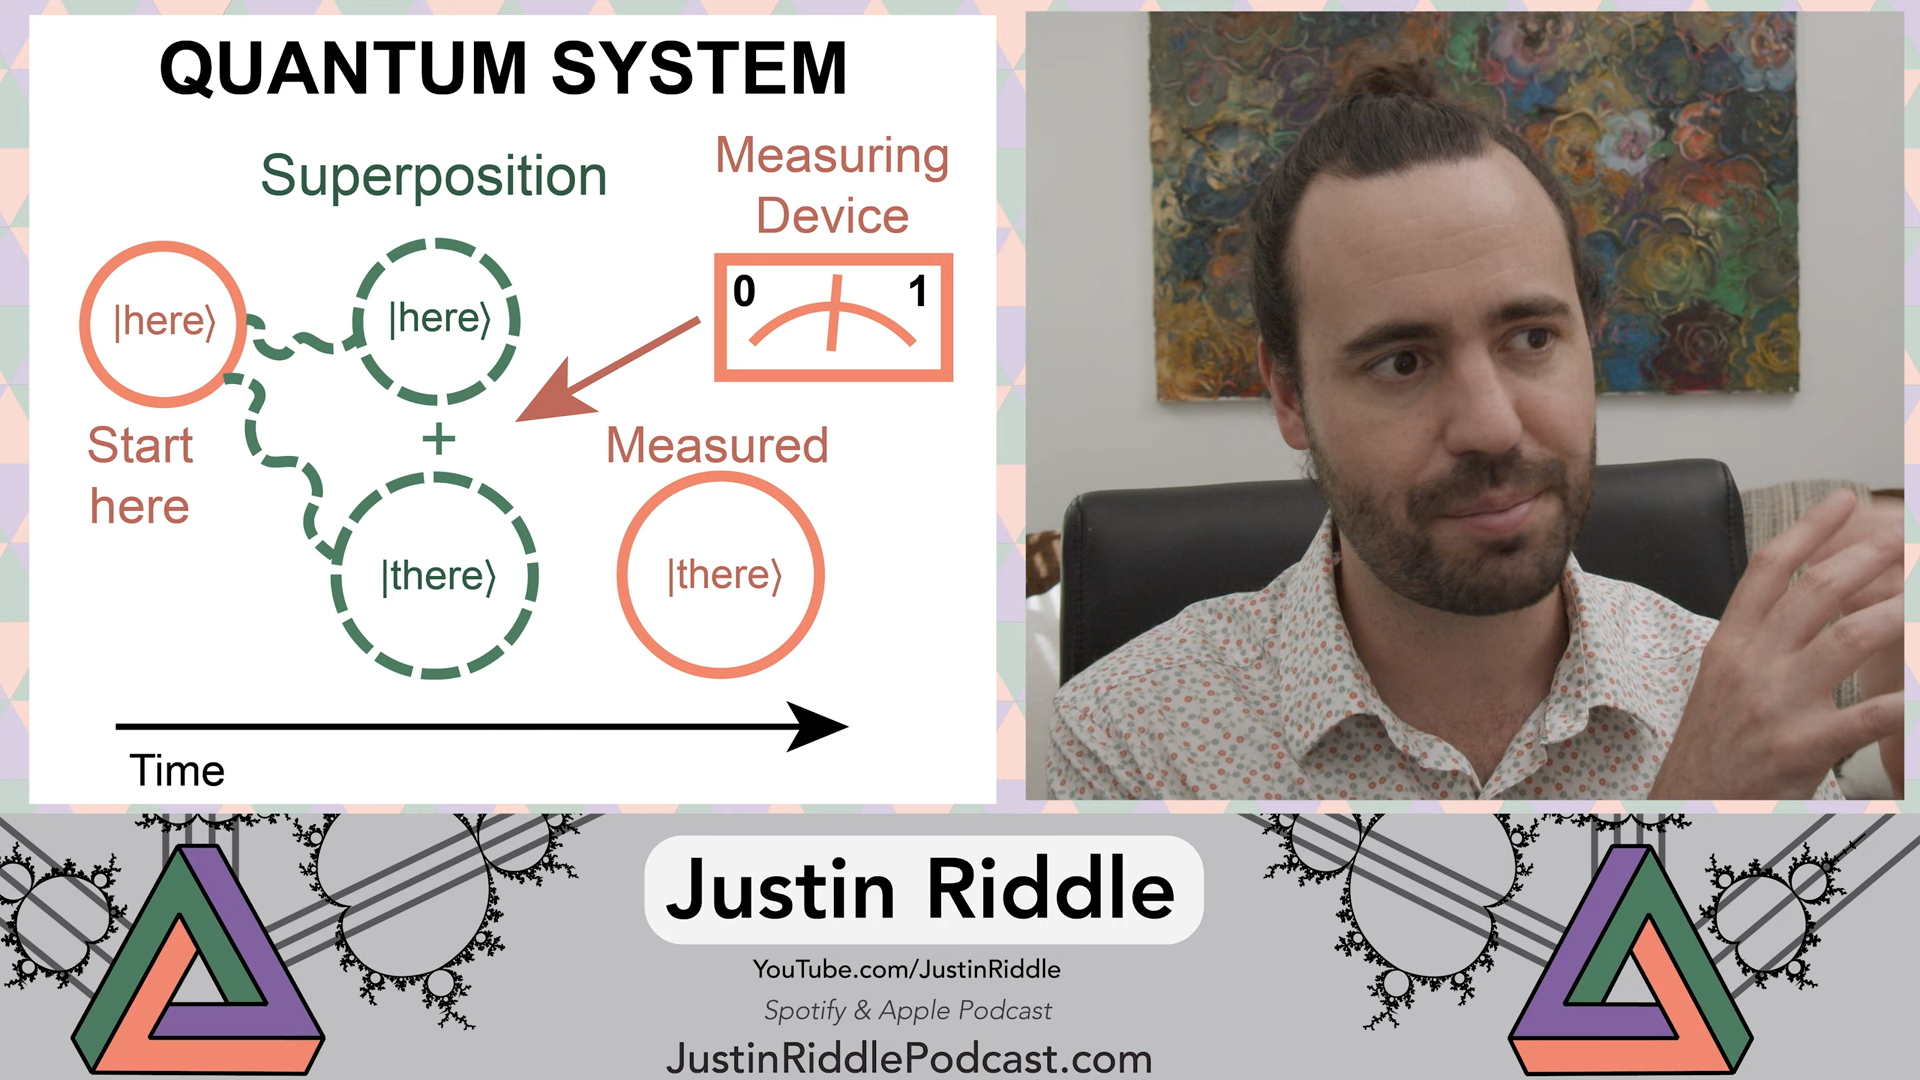 QUANTUM SYSTEM
Superposition
Measuring
Device
0 1
|here⟩
|here⟩
Start
here
+
Measured
|there⟩
|there⟩
Time
Justin Riddle
YouTube.com/JustinRiddle
Spotify & Apple Podcast
JustinRiddlePodcast.com